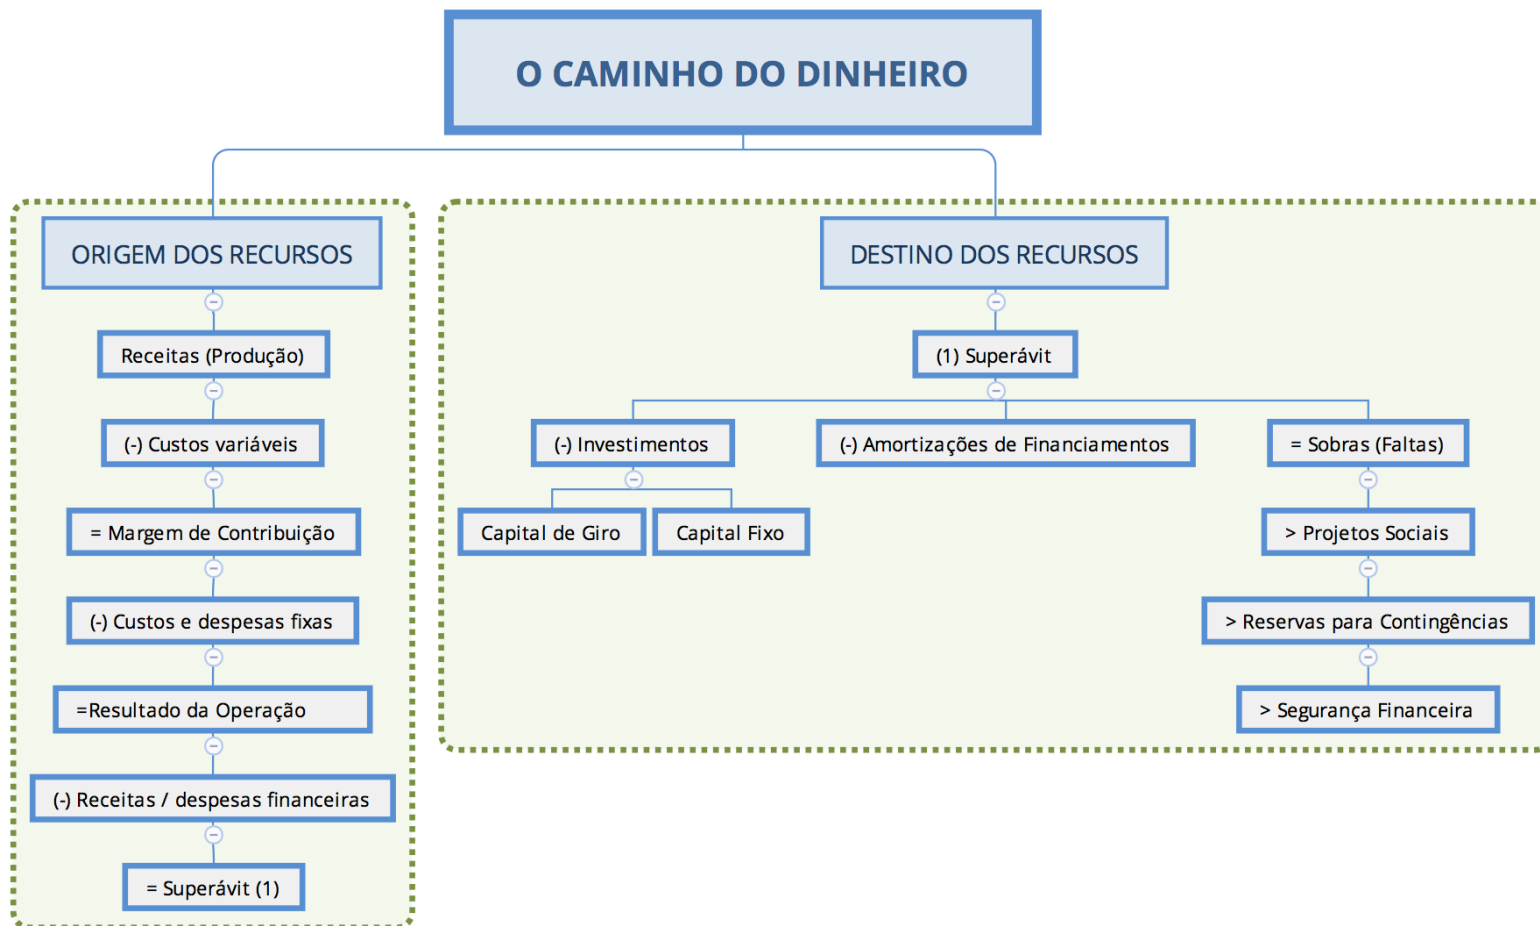 O CAMINHO DO DINHEIRO
ORIGEM DOS RECURSOS
Receitas (Produção)
(-) Custos variáveis
= Margem de Contribuição
(-) Custos e despesas fixas
=Resultado da Operação
(-) Receitas / despesas financeiras
= Superávit (1)
DESTINO DOS RECURSOS
(1) Superávit
(-) Investimentos
Capital de Giro
Capital Fixo
(-) Amortizações de Financiamentos
= Sobras (Faltas)
> Projetos Sociais
> Reservas para Contingências
> Segurança Financeira